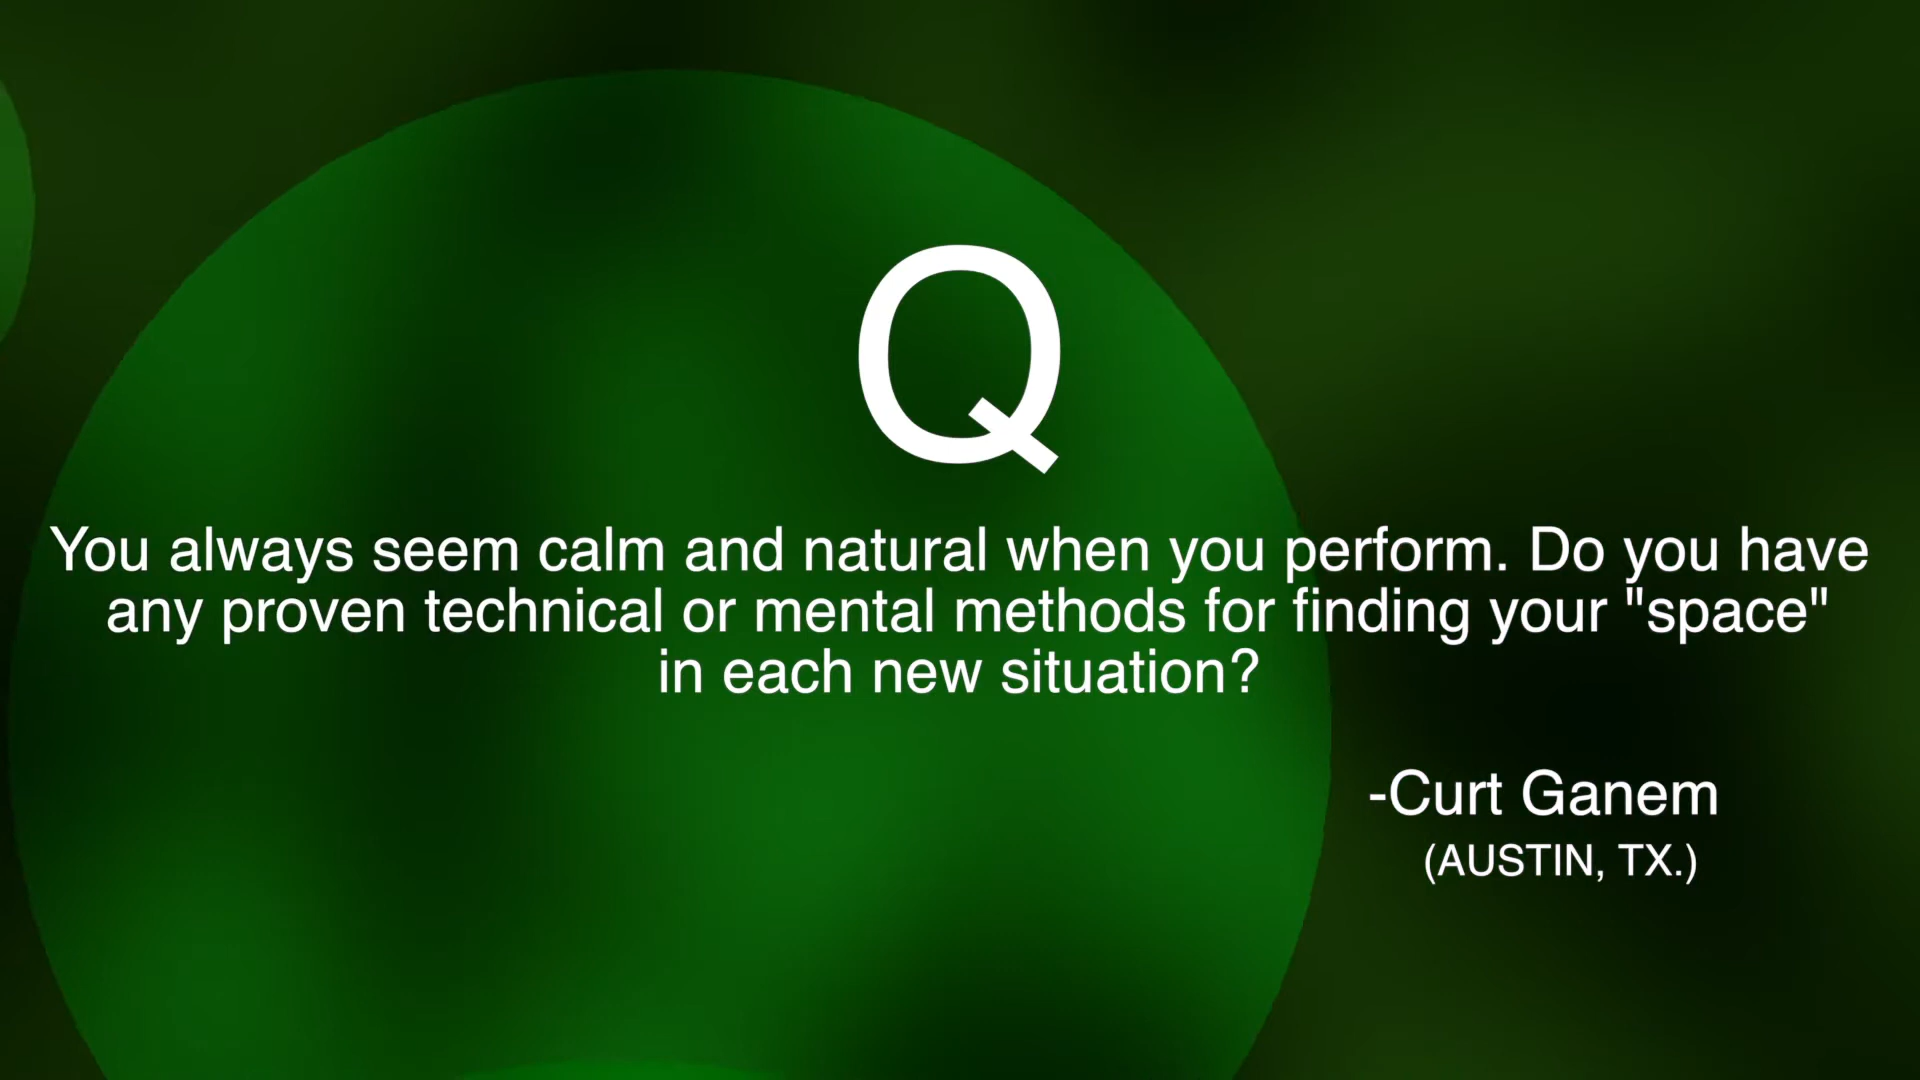 Q
You always seem calm and natural when you perform. Do you have
any proven technical or mental methods for finding your "space"
in each new situation?
-Curt Ganem
(AUSTIN, TX.)